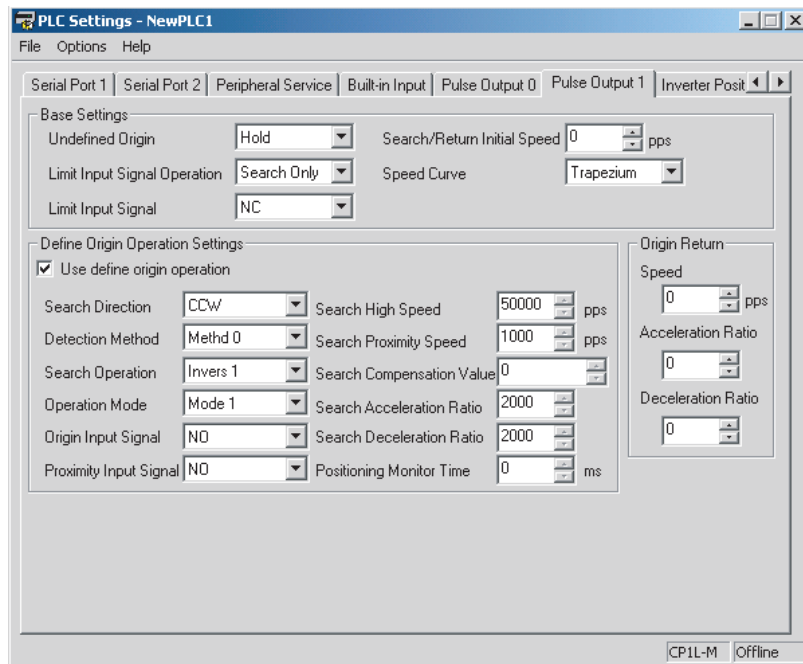 PLC Settings - NewPLC1
File Options Help
Serial Port 1 Serial Port 2 Peripheral Service Built-in Input Pulse Output 0 Pulse Output 1 Inverter Posit
Base Settings
Undefined Origin Hold Search/Return Initial Speed 0 pps
Limit Input Signal Operation Search Only Speed Curve Trapezium
Limit Input Signal NC
Define Origin Operation Settings
Use define origin operation
Search Direction CCW Search High Speed 50000 pps
Detection Method Methd 0 Search Proximity Speed 1000 pps
Search Operation Invers 1 Search Compensation Value 0
Operation Mode Mode 1 Search Acceleration Ratio 2000
Origin Input Signal NO Search Deceleration Ratio 2000
Proximity Input Signal NO Positioning Monitor Time 0 ms
Origin Return
Speed
0 pps
Acceleration Ratio
0
Deceleration Ratio
0
CP1L-M Offline